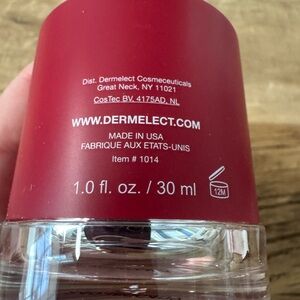 Dist. Dermelect Cosmeceuticals
Great Neck, NY 11021
CosTec BV, 4175AD, NL
WWW.DERMELECT.COM
MADE IN USA
FABRIQUE AUX ETATS-UNIS
Item # 1014
1.0 fl. oz. / 30 ml
12M